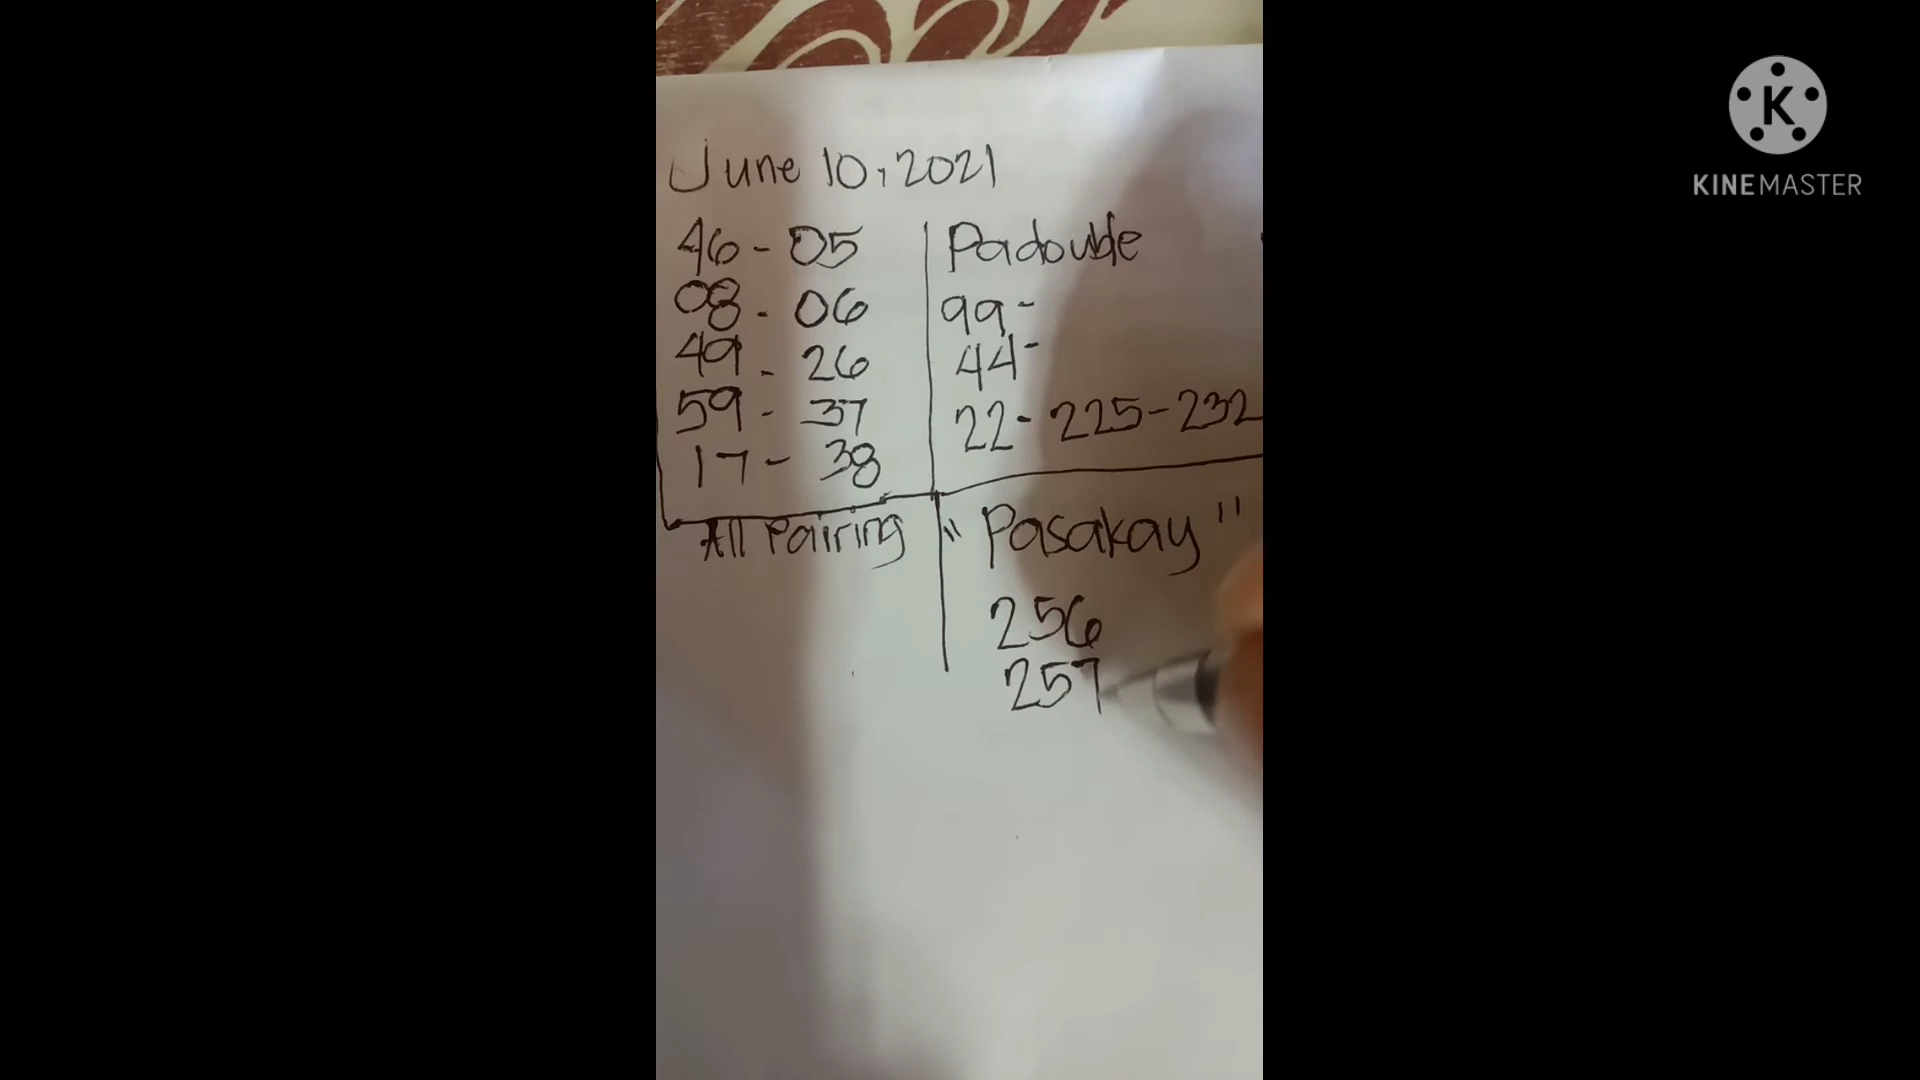 June 10, 2021
46 - 05
08 - 06
49 - 26
59 - 37
17 - 38
All Pairing
Padouble
99 -
44 -
22 - 225 - 232
"Pasakay"
256
257
K
KINEMASTER